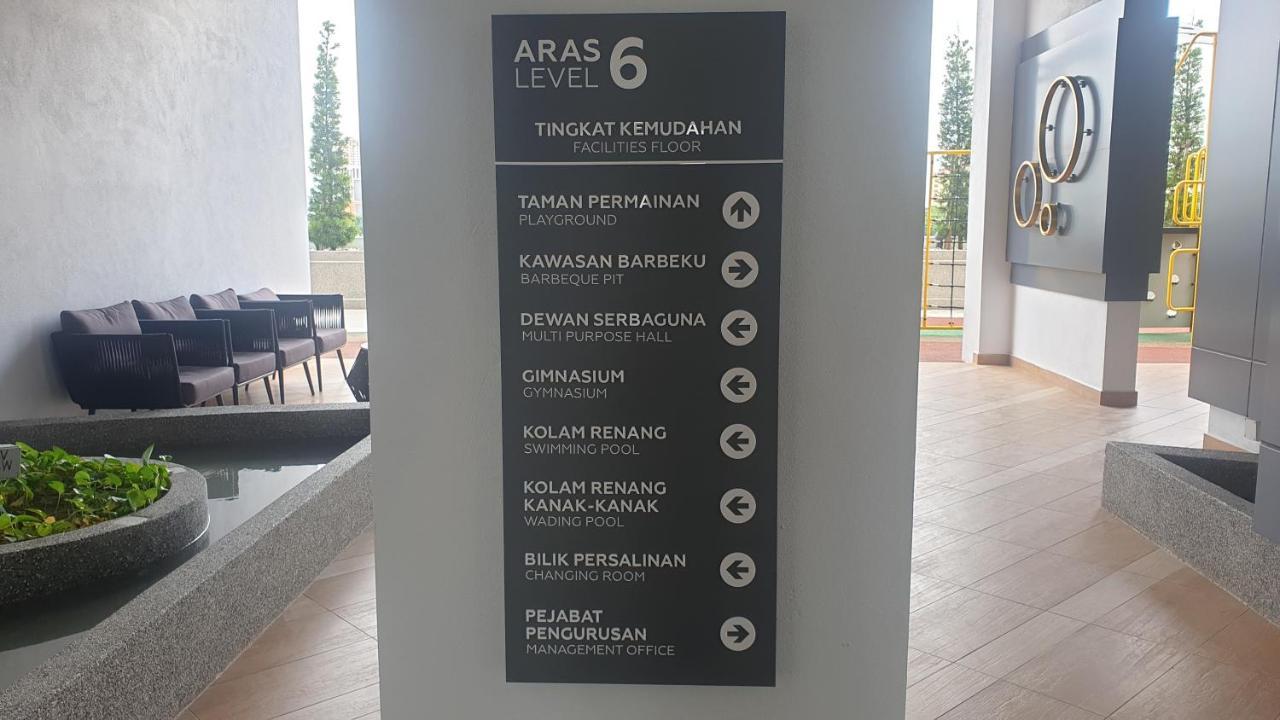 ARAS
LEVEL 6
TINGKAT KEMUDAHAN
FACILITIES FLOOR
TAMAN PERMAINAN
PLAYGROUND
KAWASAN BARBEKU
BARBEQUE PIT
DEWAN SERBAGUNA
MULTI PURPOSE HALL
GIMNASIUM
GYMNASIUM
KOLAM RENANG
SWIMMING POOL
KOLAM RENANG
KANAK-KANAK
WADING POOL
BILIK PERSALINAN
CHANGING ROOM
PEJABAT
PENGURUSAN
MANAGEMENT OFFICE